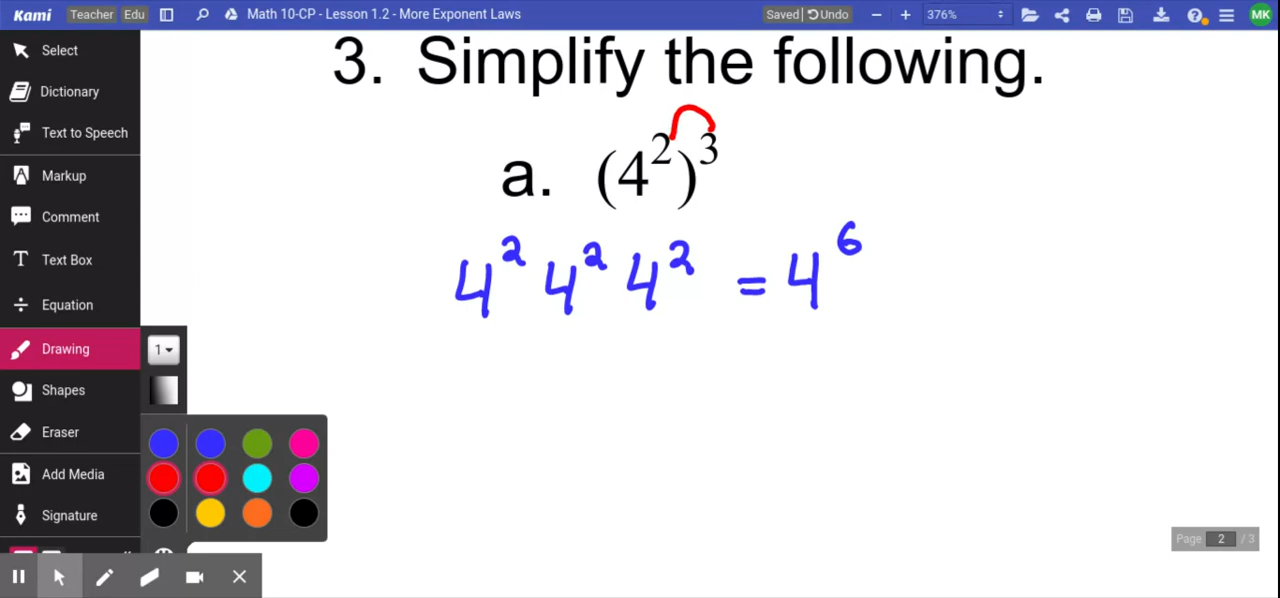 Kami Teacher Edu Math 10-CP - Lesson 1.2 - More Exponent Laws Saved Undo − + 376% ? MK
Select
Dictionary
Text to Speech
Markup
Comment
Text Box
Equation
Drawing
1
Shapes
Eraser
Add Media
Signature
3. Simplify the following.
a. (4²)³
4² 4² 4² = 4⁶
Page 2 / 3